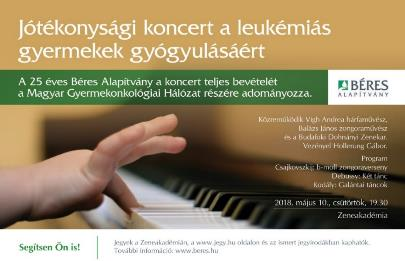 Jótékonysági koncert a leukémiás
gyermekek gyógyulásáért
A 25 éves Béres Alapítvány a koncert teljes bevételét
a Magyar Gyermekonkológiai Hálózat részére adományozza.
BÉRES
ALAPÍTVÁNY
Közreműködik Vigh Andrea hárfaművész,
Balázs János zongoraművész
és a Budafoki Dohnányi Zenekar.
Vezényel Hollerung Gábor.
Program
Csajkovszkij: b-moll zongoraverseny
Debussy: Két tánc
Kodály: Galántai táncok
2018. május 10., csütörtök, 19.30
Zeneakadémia
Segítsen Ön is!
Jegyek a Zeneakadémián, a www.jegy.hu oldalon és az ismert jegyirodákban kaphatók.
További információ: www.beres.hu